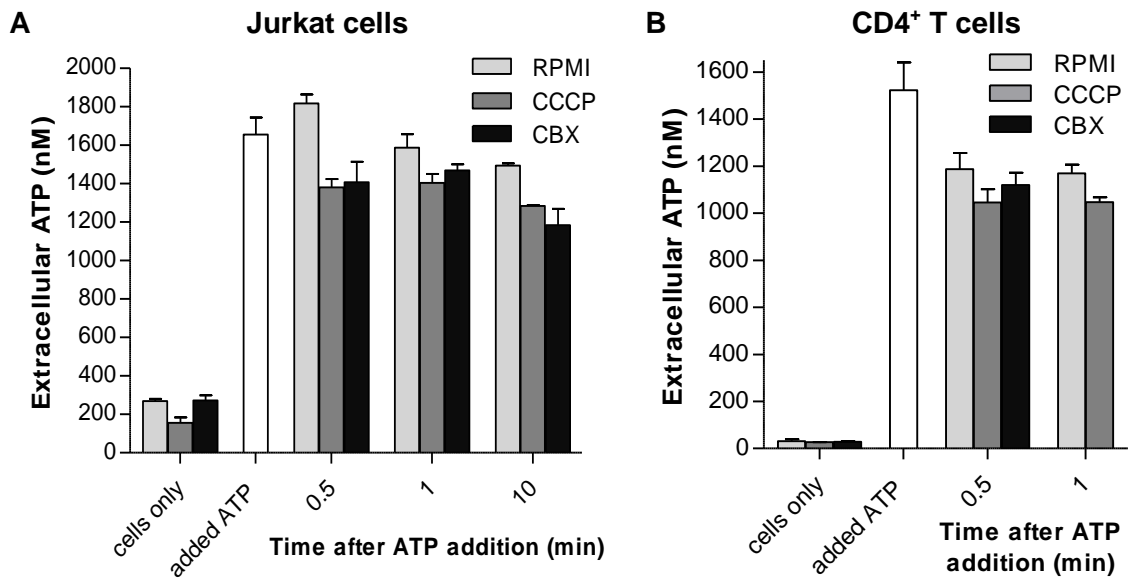 A
Jurkat cells
Extracellular ATP (nM)
2000
1800
1600
1400
1200
1000
800
600
400
200
0
RPMI
CCCP
CBX
cells only
added ATP
0.5
1
10
Time after ATP addition (min)
B
CD4⁺ T cells
Extracellular ATP (nM)
1600
1400
1200
1000
800
600
400
200
0
RPMI
CCCP
CBX
cells only
added ATP
0.5
1
Time after ATP
addition (min)